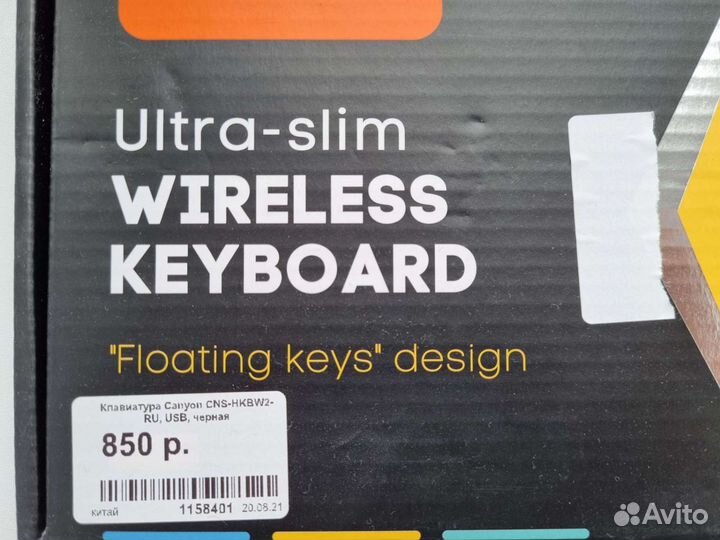 Ultra-slim
WIRELESS
KEYBOARD
"Floating keys" design
Клавиатура Canyon CNS-HKBW2-
RU, USB, черная
850 р.
китай 1158401 20.08.21
Avito